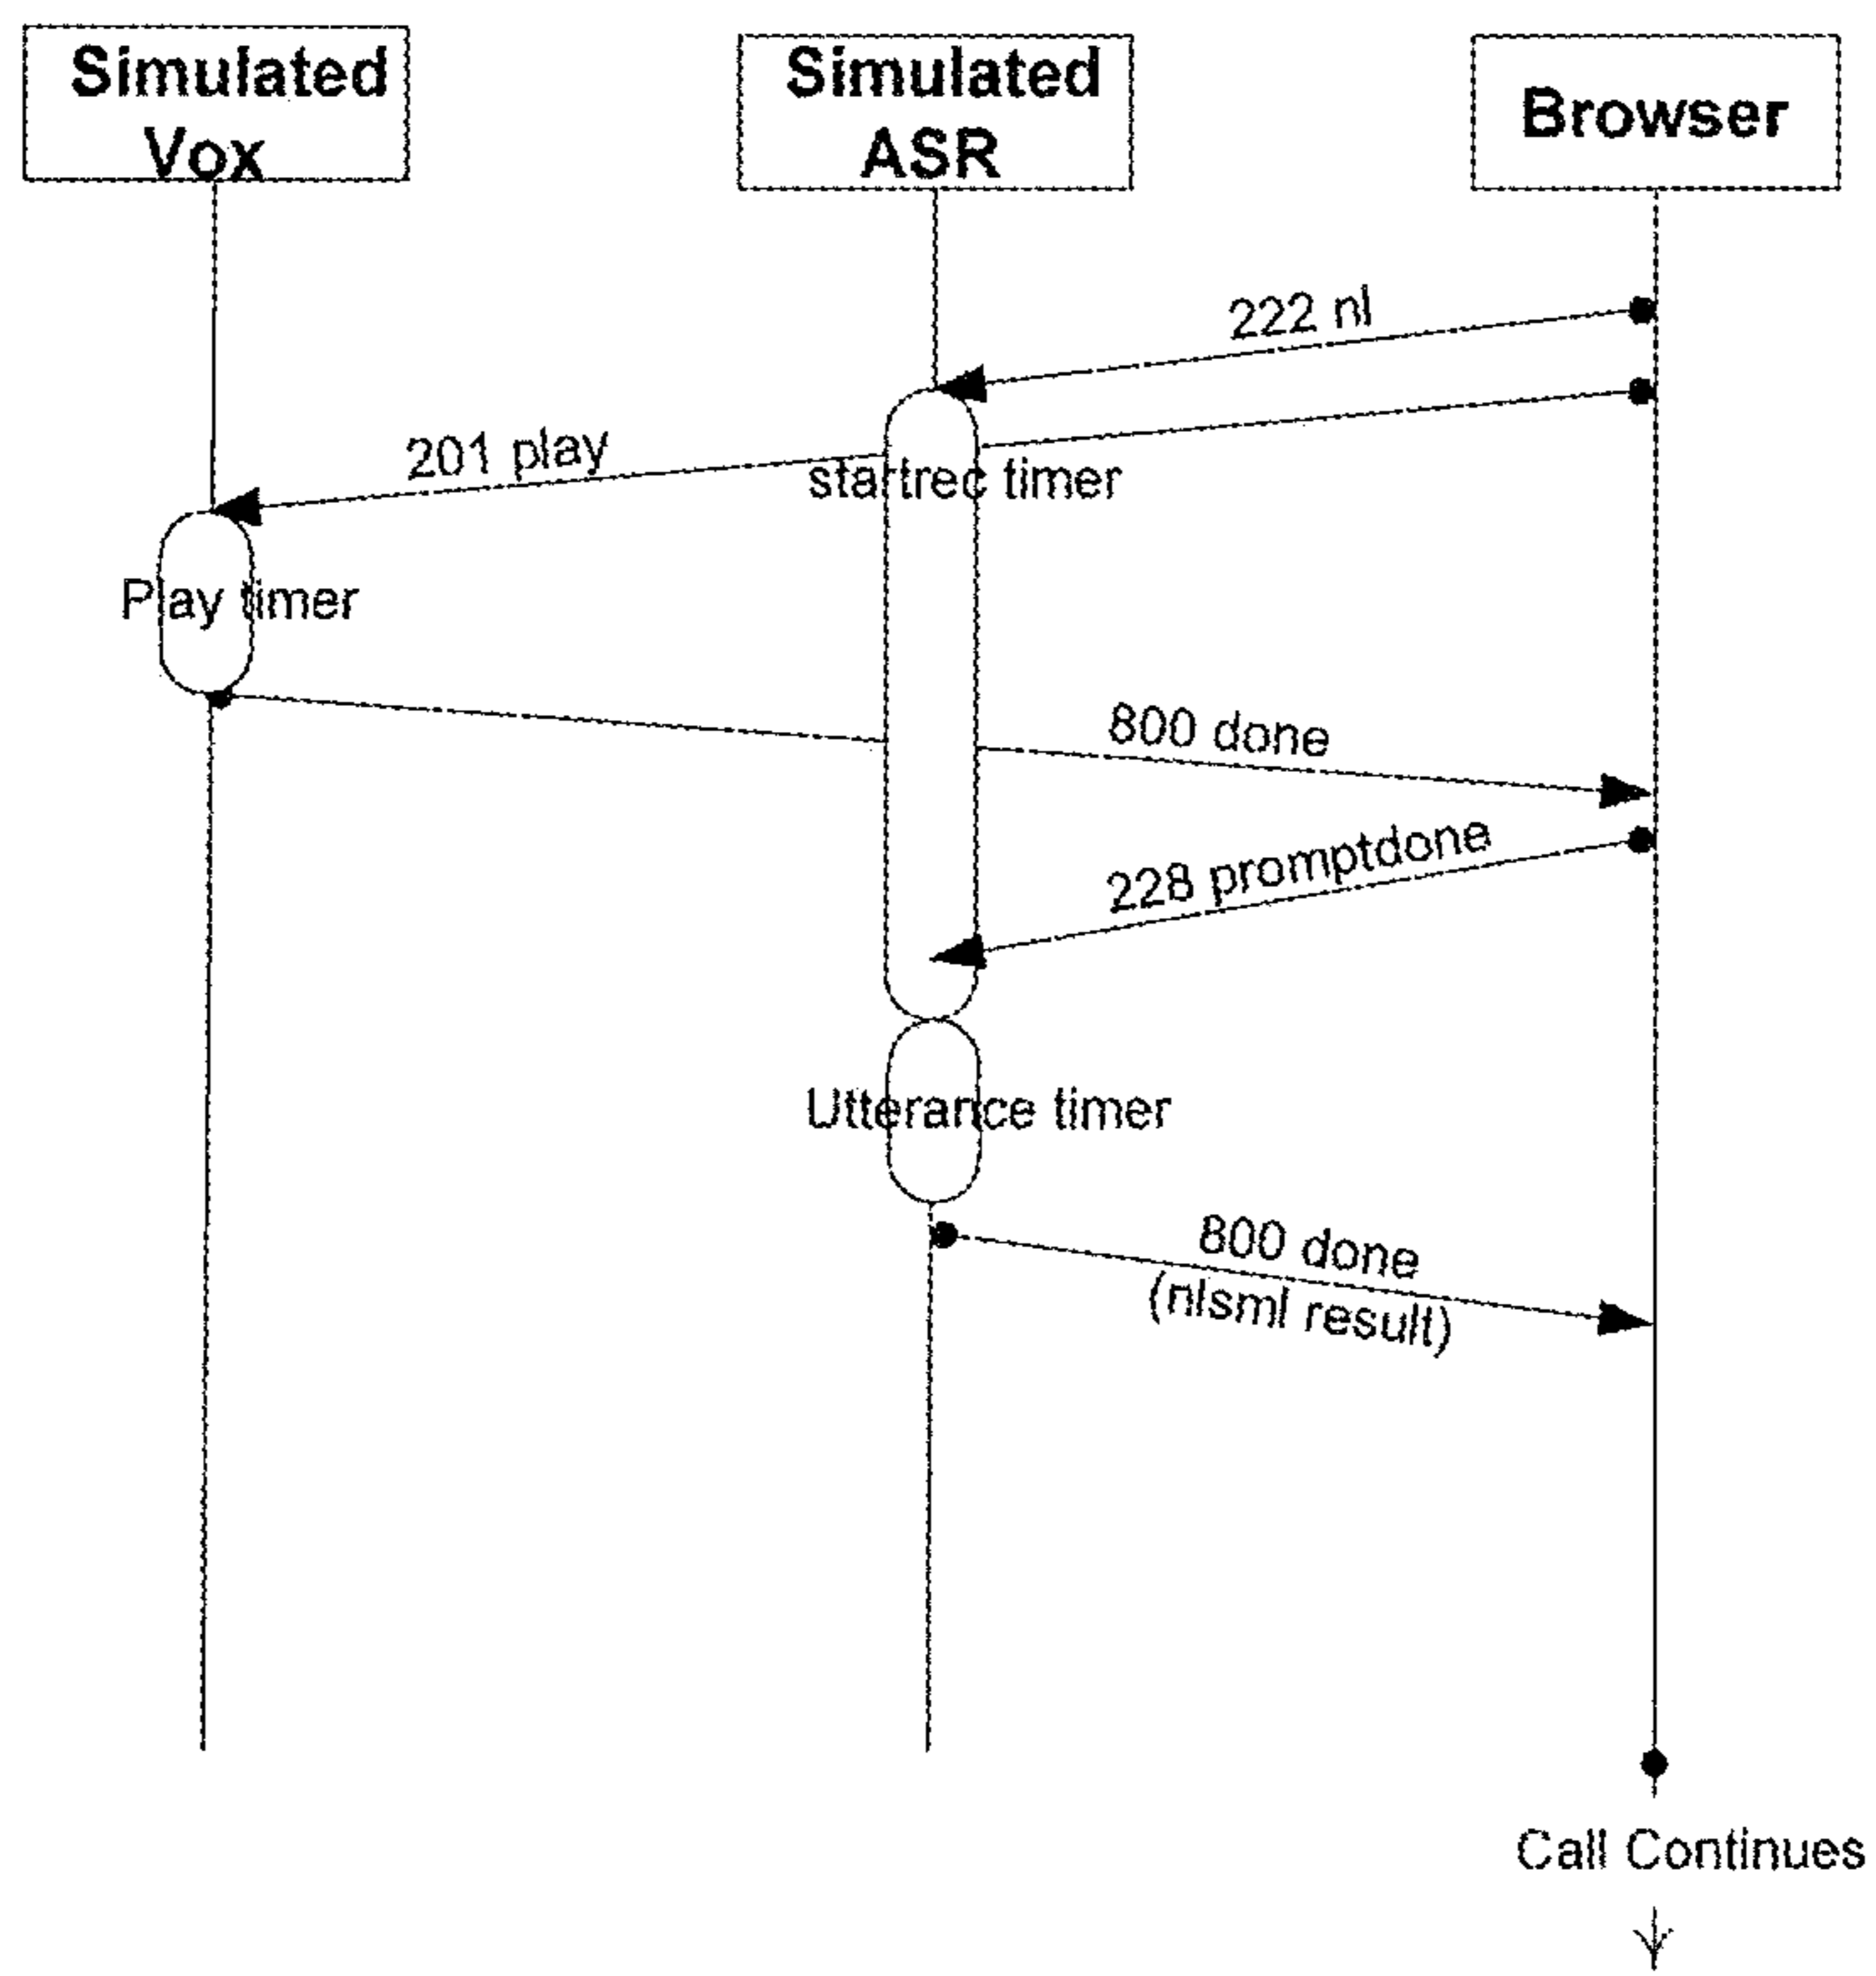 Simulated
Vox
Simulated
ASR
Browser
222 nl
201 play
startrec timer
Play timer
800 done
228 promptdone
Utterance timer
800 done
(nlsml result)
Call Continues